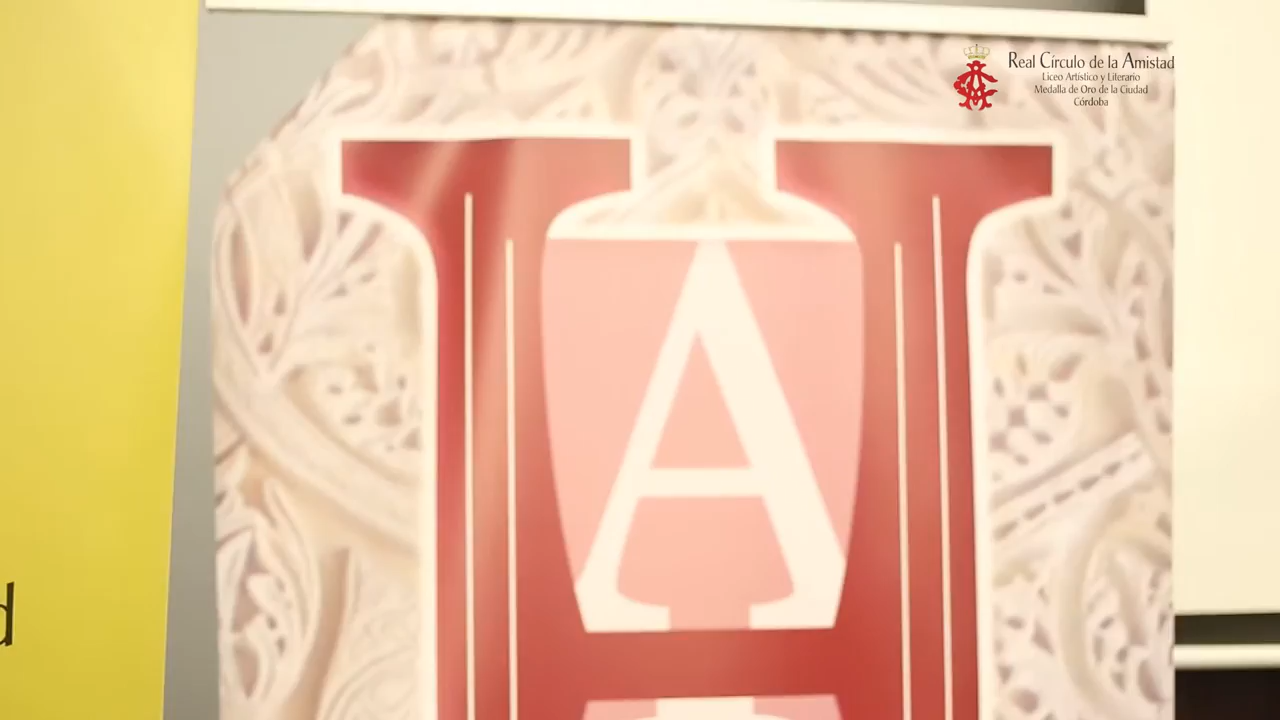 Real Círculo de la Amistad
Liceo Artístico y Literario
Medalla de Oro de la Ciudad
Córdoba
H
A
d